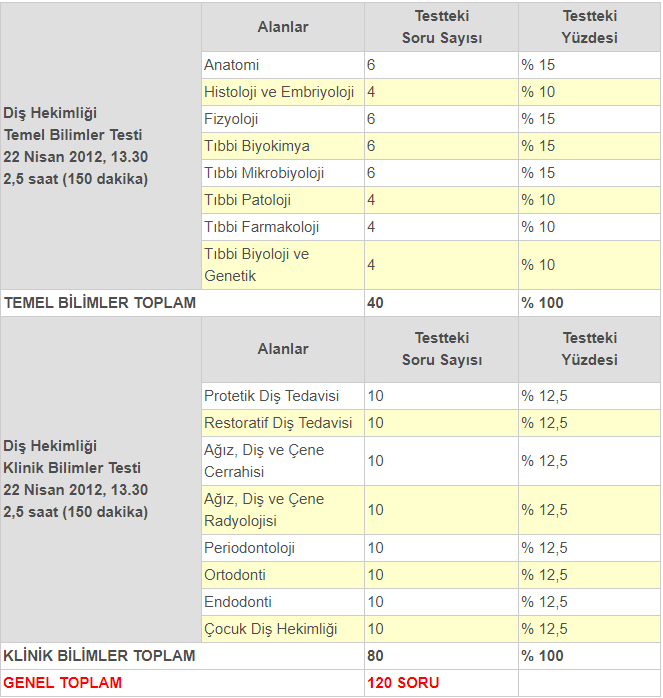 Diş Hekimliği
Temel Bilimler Testi
22 Nisan 2012, 13.30
2,5 saat (150 dakika)
Alanlar
Testteki
Soru Sayısı
Testteki
Yüzdesi
Anatomi 6 % 15
Histoloji ve Embriyoloji 4 % 10
Fizyoloji 6 % 15
Tıbbi Biyokimya 6 % 15
Tıbbi Mikrobiyoloji 6 % 15
Tıbbi Patoloji 4 % 10
Tıbbi Farmakoloji 4 % 10
Tıbbi Biyoloji ve
Genetik 4 % 10
TEMEL BİLİMLER TOPLAM 40 % 100
Diş Hekimliği
Klinik Bilimler Testi
22 Nisan 2012, 13.30
2,5 saat (150 dakika)
Alanlar
Testteki
Soru Sayısı
Testteki
Yüzdesi
Protetik Diş Tedavisi 10 % 12,5
Restoratif Diş Tedavisi 10 % 12,5
Ağız, Diş ve Çene
Cerrahisi 10 % 12,5
Ağız, Diş ve Çene
Radyolojisi 10 % 12,5
Periodontoloji 10 % 12,5
Ortodonti 10 % 12,5
Endodonti 10 % 12,5
Çocuk Diş Hekimliği 10 % 12,5
KLİNİK BİLİMLER TOPLAM 80 % 100
GENEL TOPLAM 120 SORU